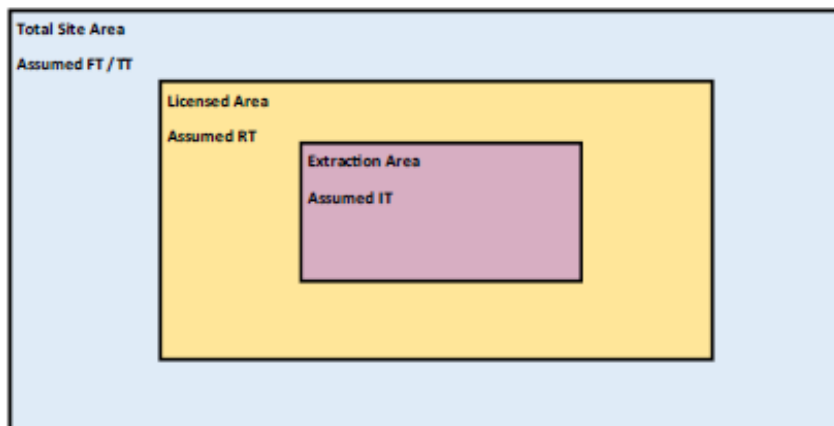 Total Site Area
Assumed FT / TT
Licensed Area
Assumed RT
Extraction Area
Assumed IT